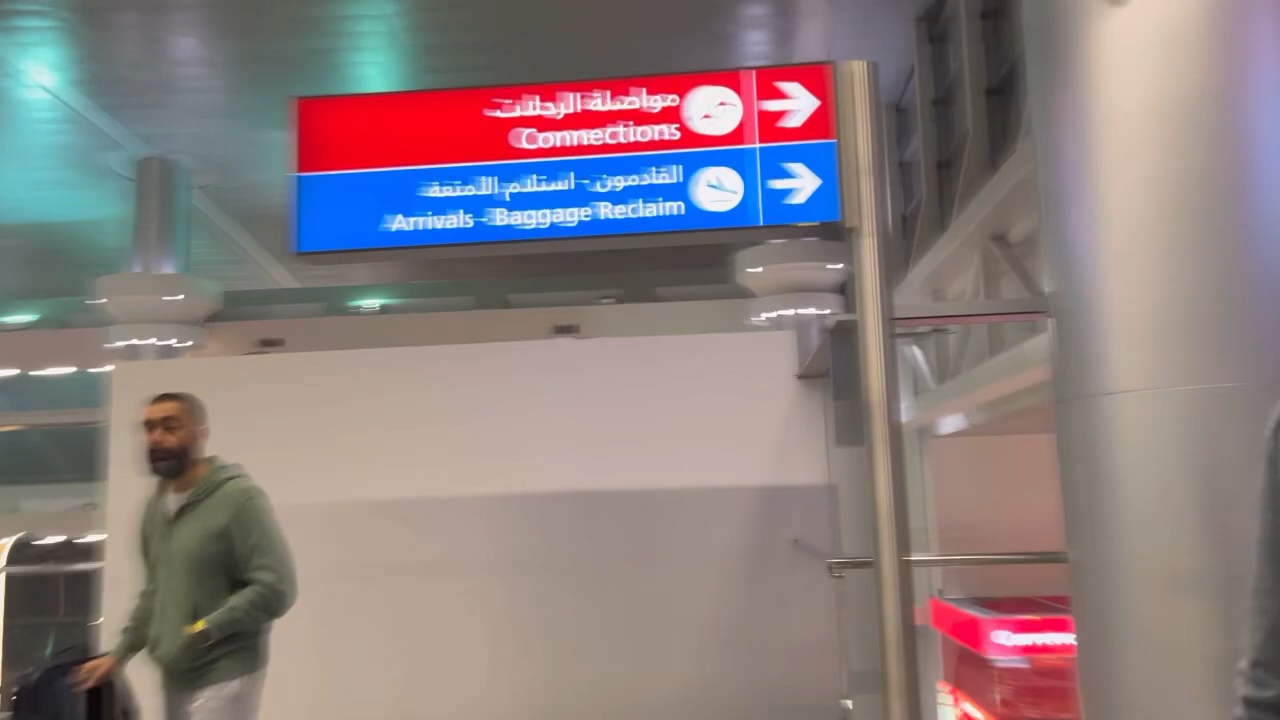 مواصلة الرحلات
Connections
القادمون - استلام الأمتعة
Arrivals - Baggage Reclaim